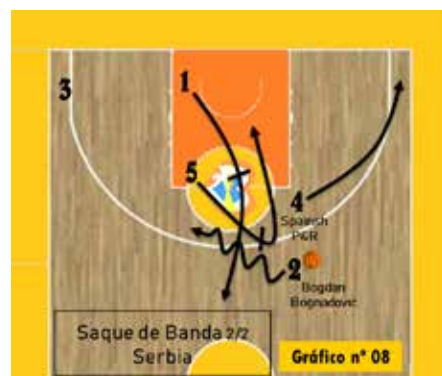 1
3
5
4
Spanish
P&R
2
Bogdan
Bognadovic
Saque de Banda 2/2
Serbia
Gráfico nº 08